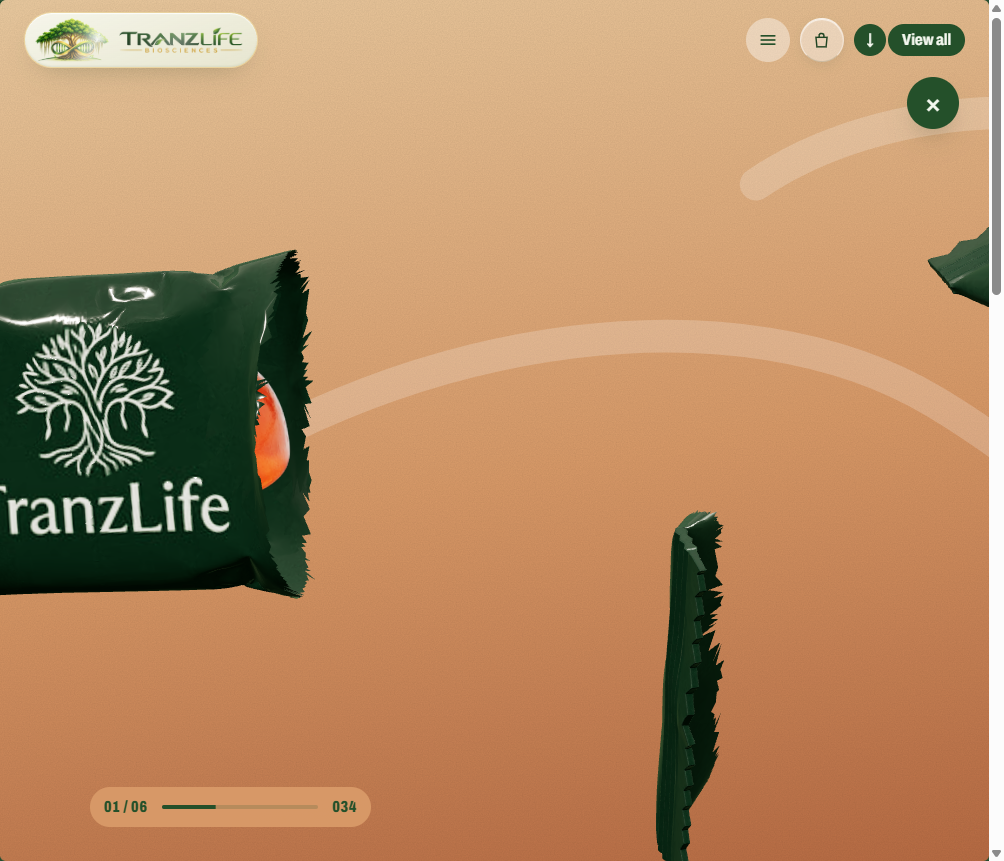 TRANZLIFE
BIOSCIENCES
View all
TranzLife
01 / 06
034